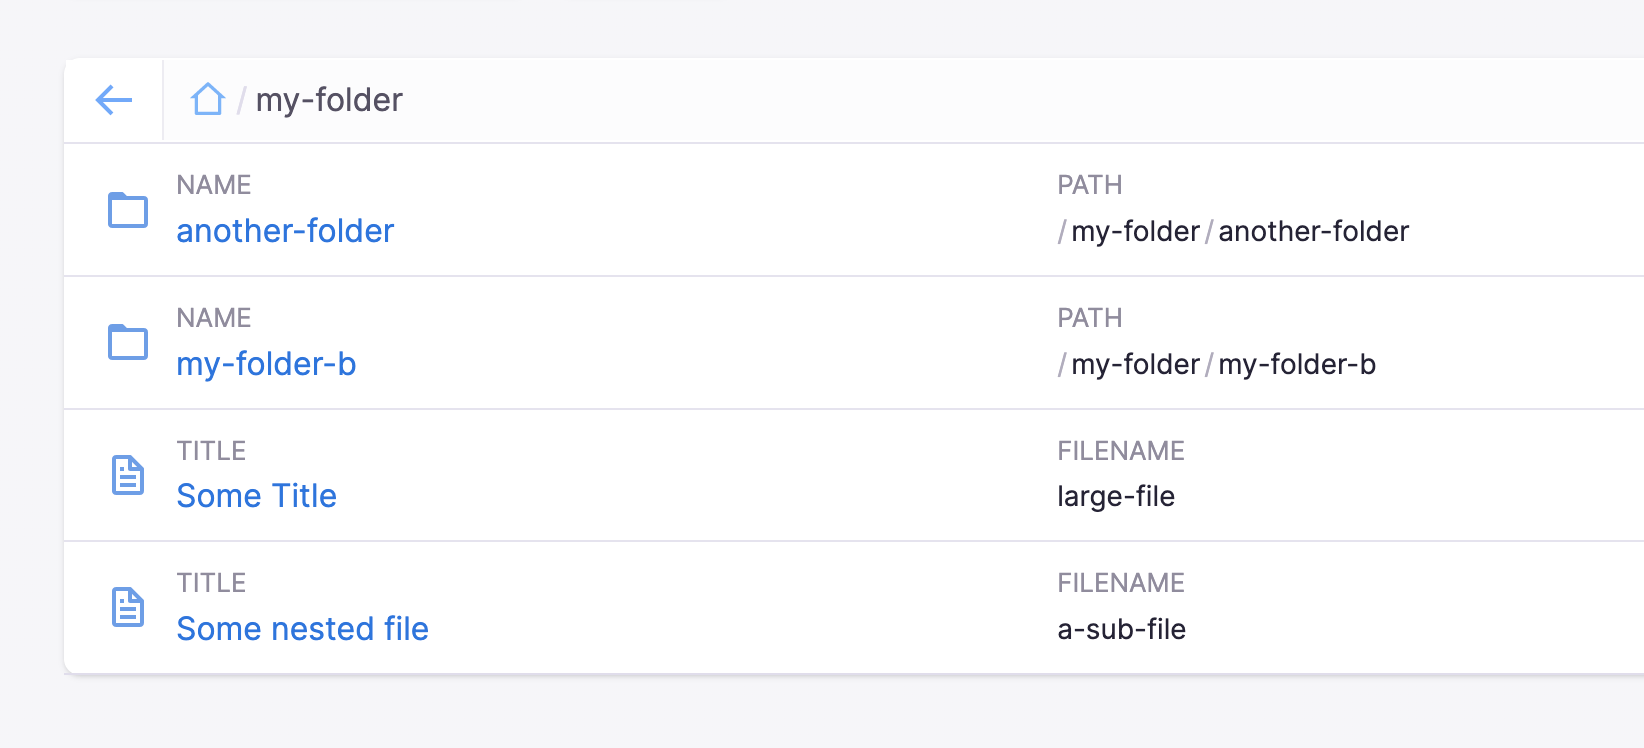 / my-folder
NAME PATH
another-folder /my-folder/another-folder
NAME PATH
my-folder-b /my-folder/my-folder-b
TITLE FILENAME
Some Title large-file
TITLE FILENAME
Some nested file a-sub-file